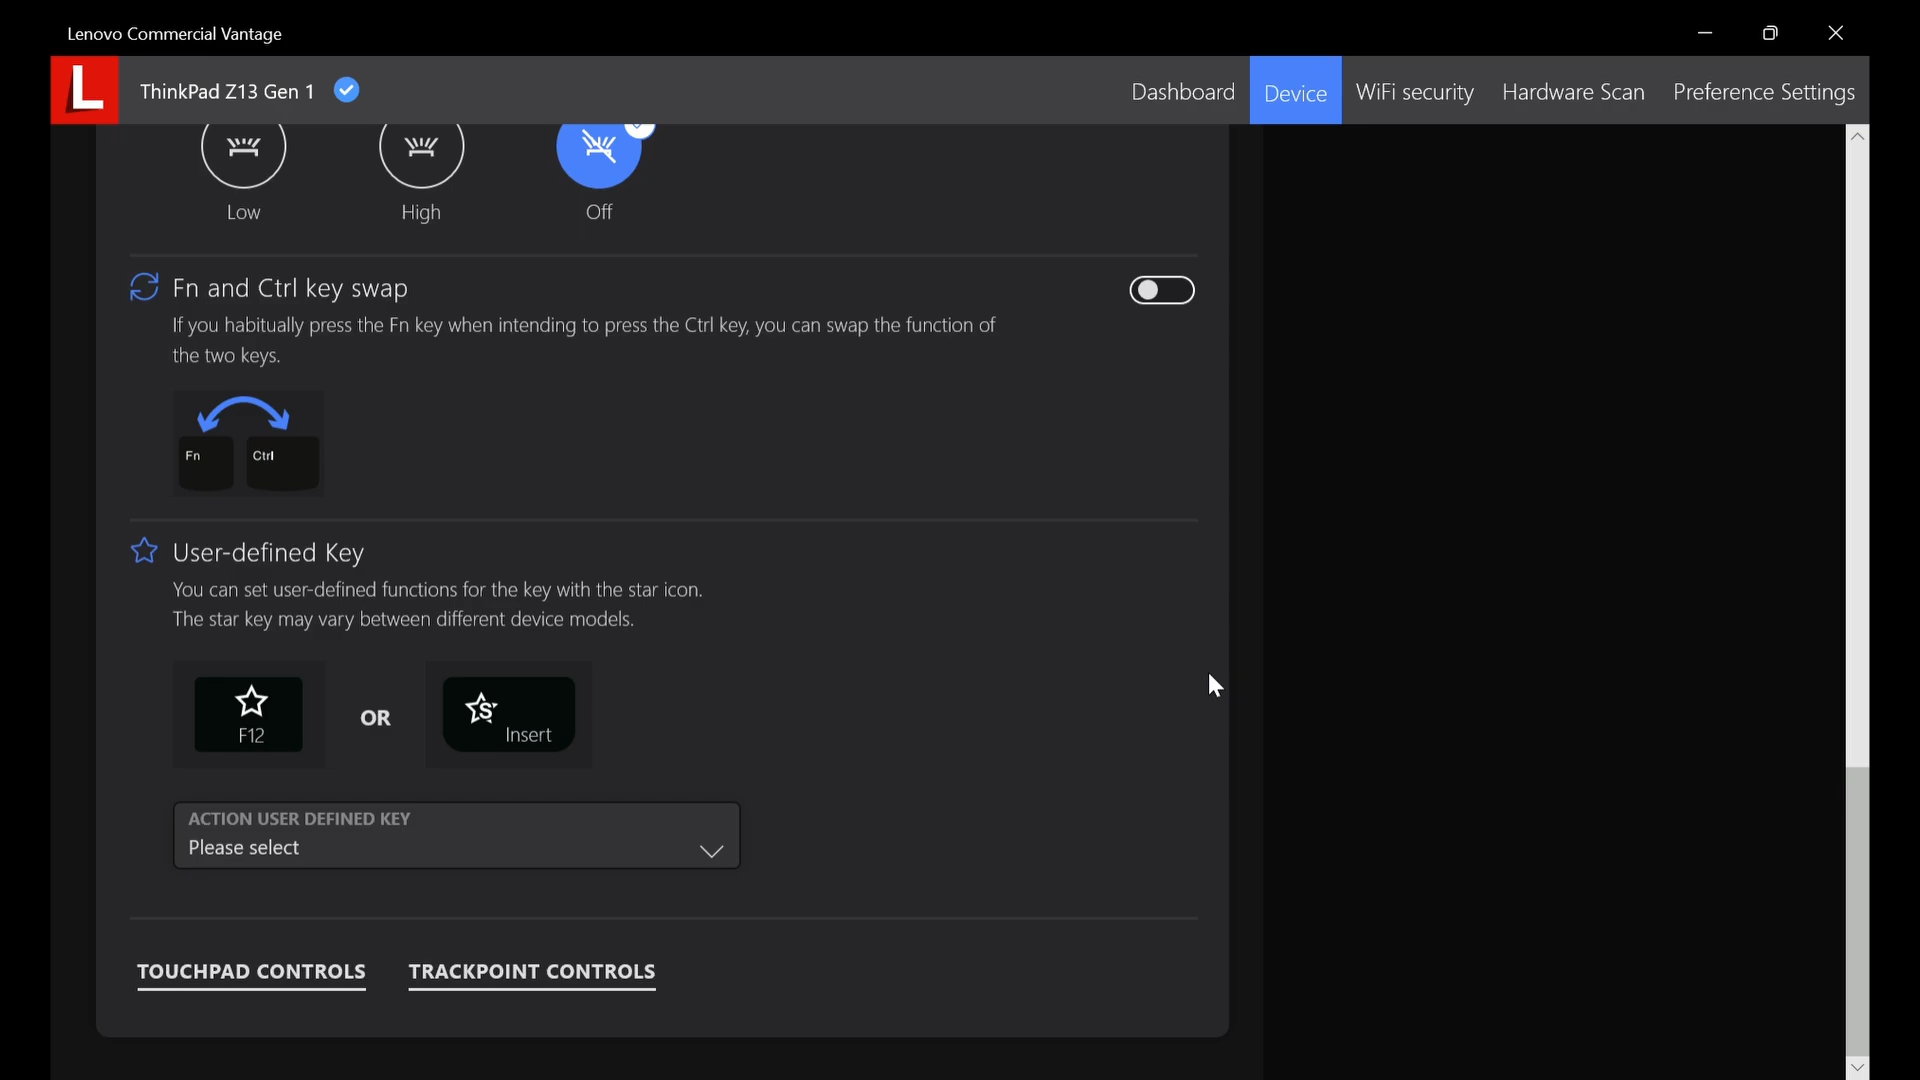 Lenovo Commercial Vantage
L
ThinkPad Z13 Gen 1
Dashboard
Device
WiFi security
Hardware Scan
Preference Settings
Low
High
Off
Fn and Ctrl key swap
If you habitually press the Fn key when intending to press the Ctrl key, you can swap the function of
the two keys.
Fn
Ctrl
User-defined Key
You can set user-defined functions for the key with the star icon.
The star key may vary between different device models.
F12
OR
S
Insert
ACTION USER DEFINED KEY
Please select
TOUCHPAD CONTROLS
TRACKPOINT CONTROLS